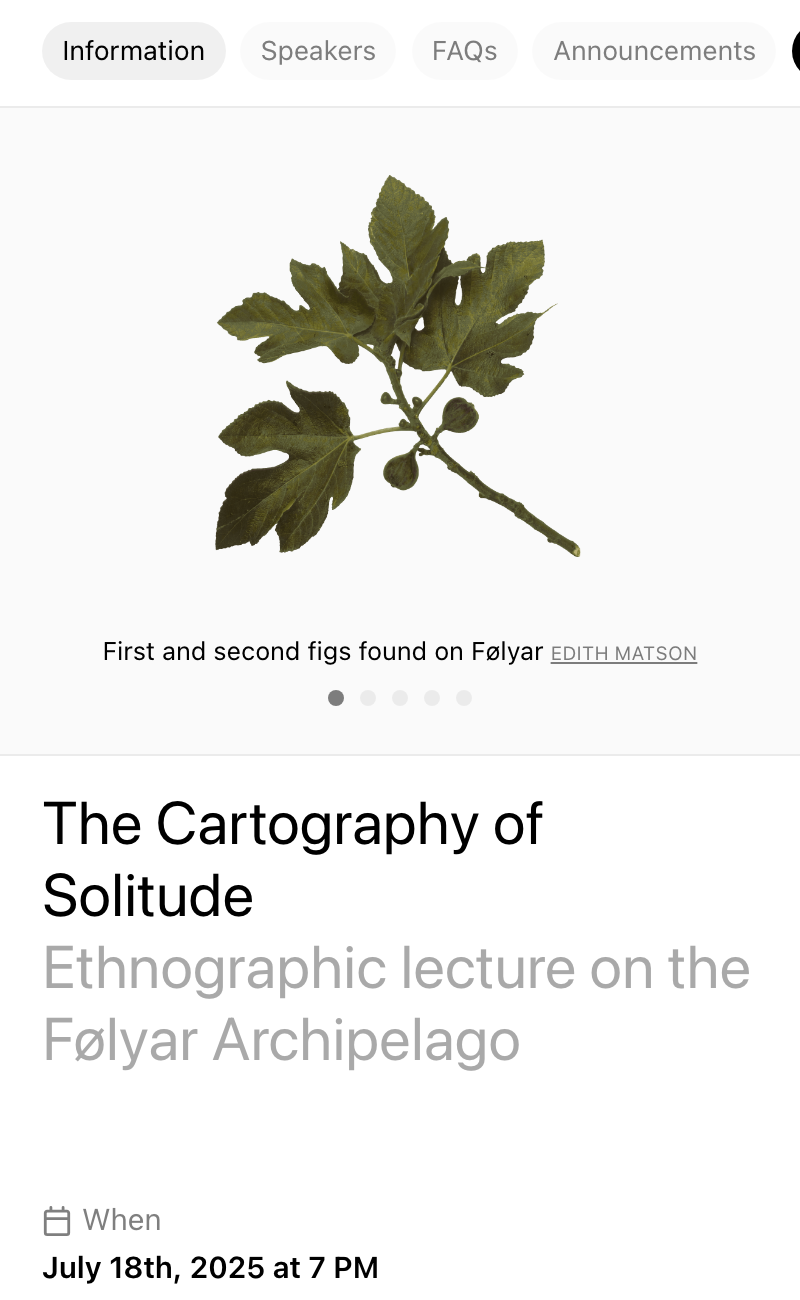 Information Speakers FAQs Announcements
First and second figs found on Følyar EDITH MATSON
The Cartography of
Solitude
Ethnographic lecture on the
Følyar Archipelago
When
July 18th, 2025 at 7 PM